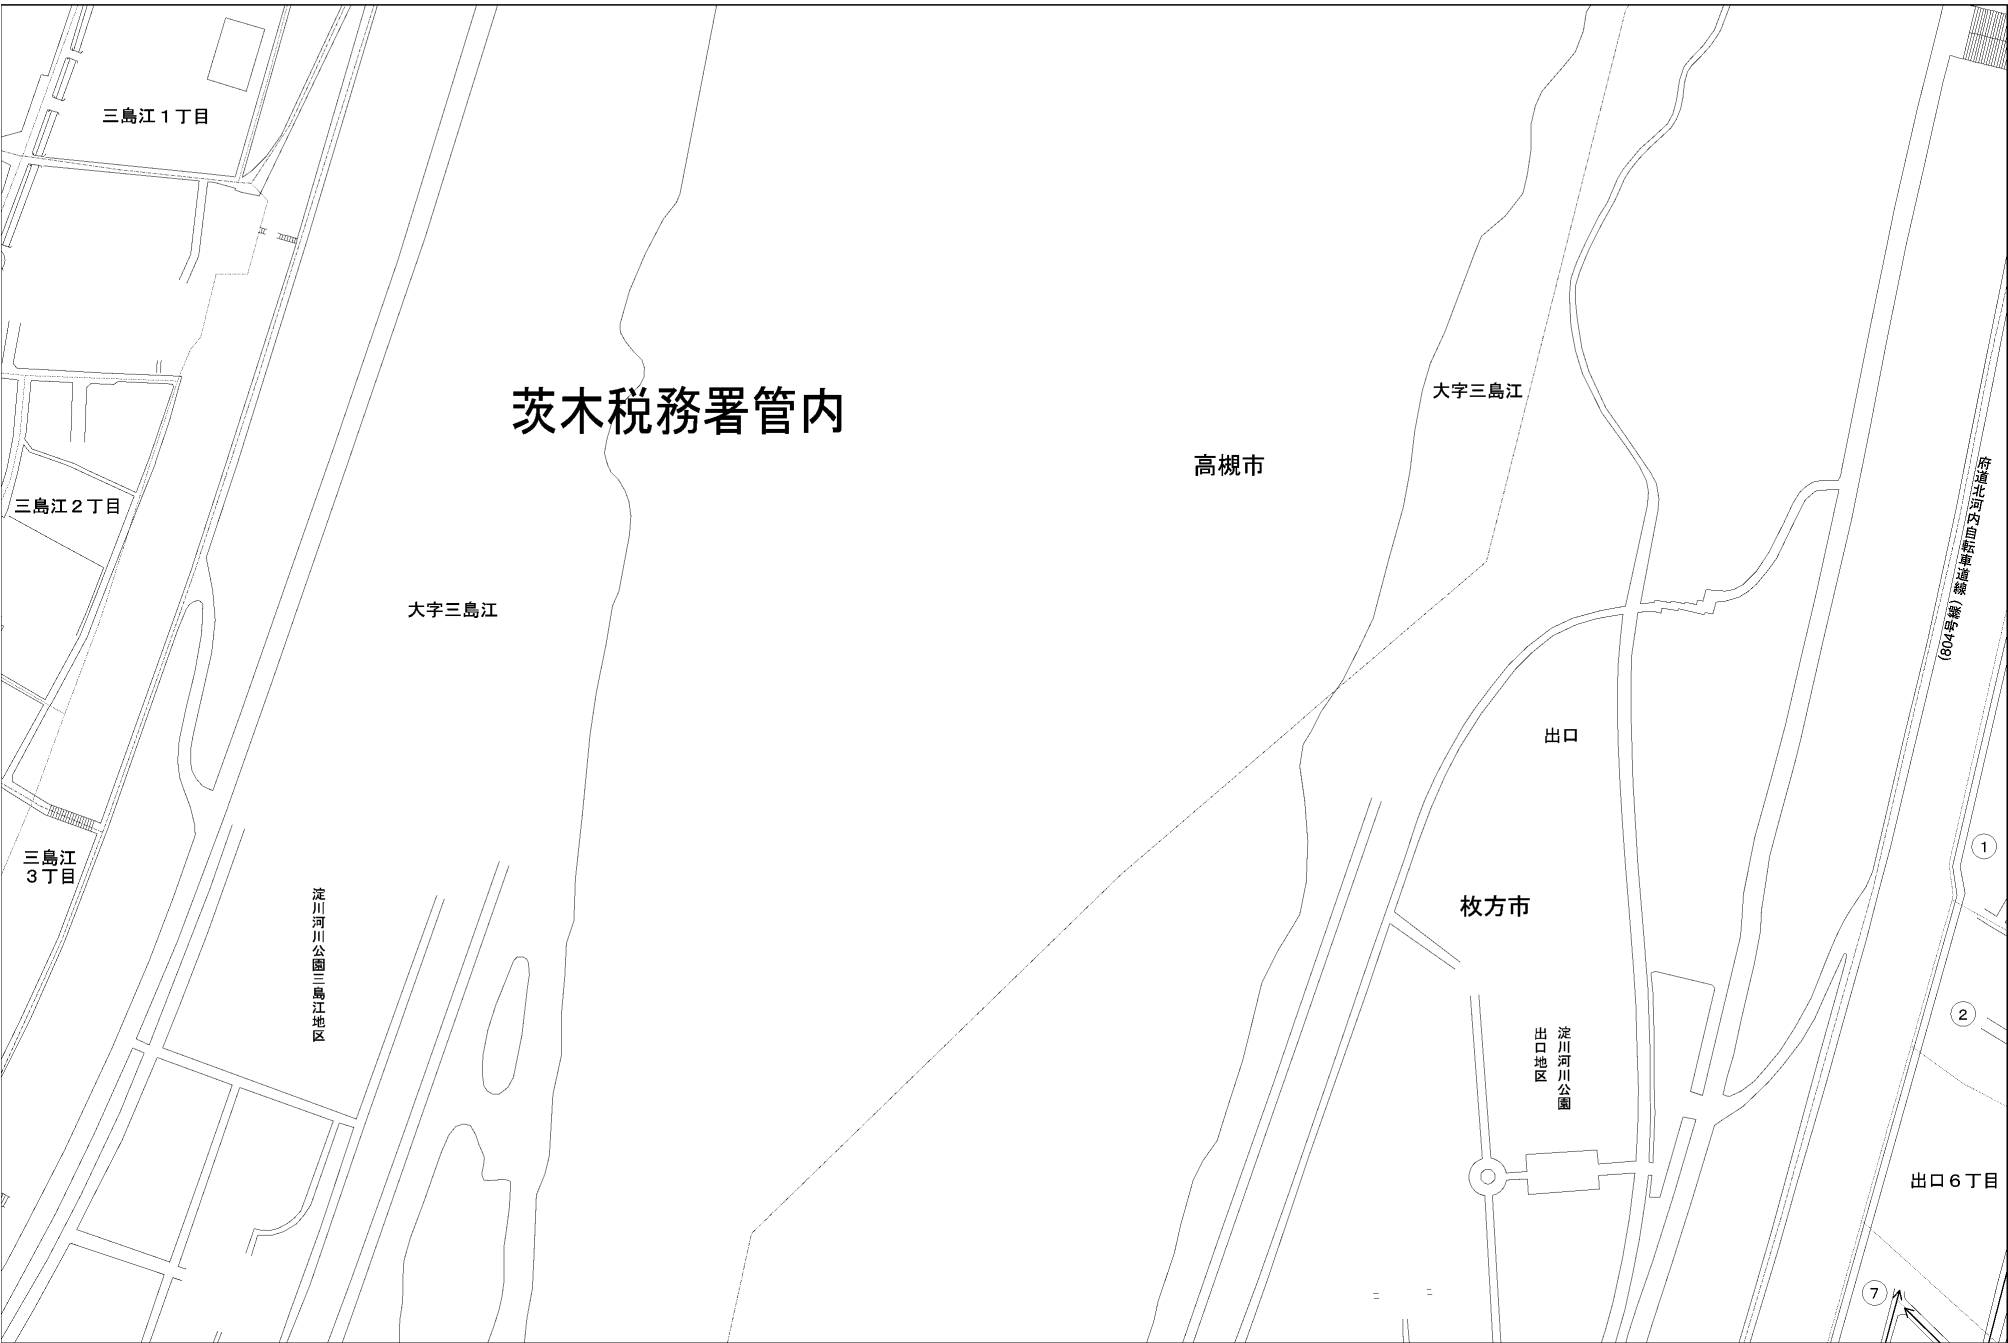 三島江１丁目
茨木税務署管内
大字三島江
高槻市
府道北河内自転車道線
(804号線)
三島江２丁目
大字三島江
出口
①
三島江
３丁目
淀川河川公園三島江地区
枚方市
②
淀川河川公園
出口地区
出口６丁目
⑦